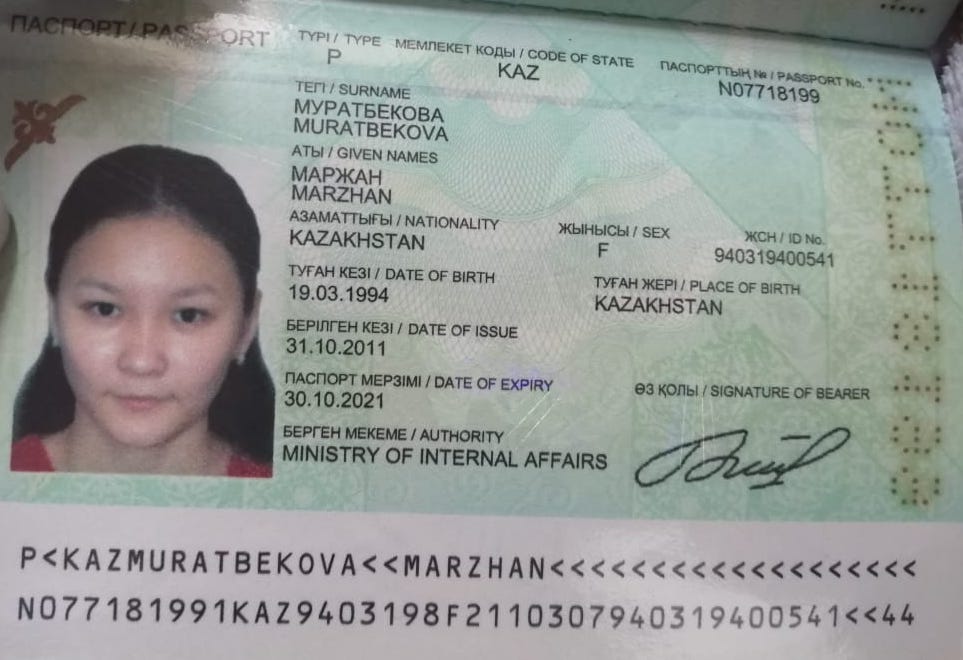 ПАСПОРТ / PASSPORT
ТҮРІ / TYPE
P
МЕМЛЕКЕТ КОДЫ / CODE OF STATE
KAZ
ПАСПОРТТЫҢ № / PASSPORT No.
N07718199
ТЕГІ / SURNAME
МУРАТБЕКОВА
MURATBEKOVA
АТЫ / GIVEN NAMES
МАРЖАН
MARZHAN
АЗАМАТТЫҒЫ / NATIONALITY
KAZAKHSTAN
ЖЫНЫСЫ / SEX
F
ЖСН / ID No.
940319400541
ТУҒАН КЕЗІ / DATE OF BIRTH
19.03.1994
ТУҒАН ЖЕРІ / PLACE OF BIRTH
KAZAKHSTAN
БЕРІЛГЕН КЕЗІ / DATE OF ISSUE
31.10.2011
ПАСПОРТ МЕРЗІМІ / DATE OF EXPIRY
30.10.2021
ӨЗ ҚОЛЫ / SIGNATURE OF BEARER
БЕРГЕН МЕКЕМЕ / AUTHORITY
MINISTRY OF INTERNAL AFFAIRS
P<KAZMURATBEKOVA<<MARZHAN<<<<<<<<<<<<<<<<<<<
N077181991KAZ9403198F2110307940319400541<<44